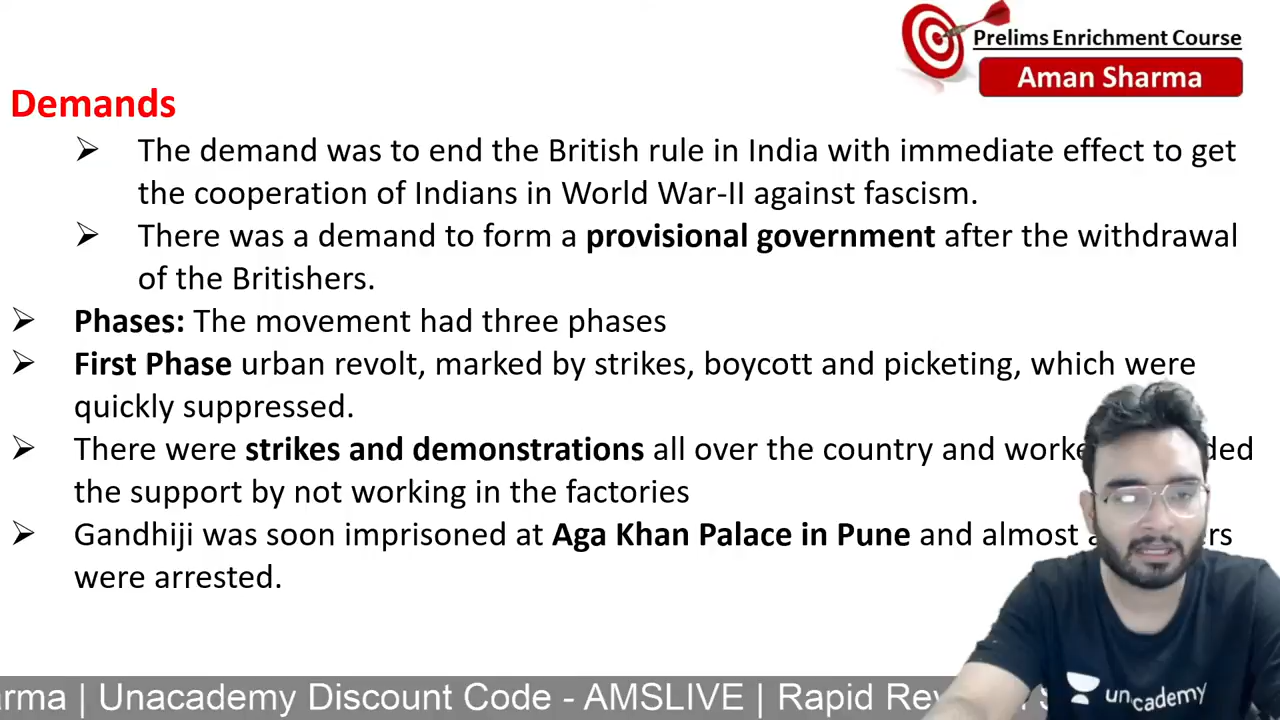 Prelims Enrichment Course
Aman Sharma
Demands
The demand was to end the British rule in India with immediate effect to get
the cooperation of Indians in World War-II against fascism.
There was a demand to form a provisional government after the withdrawal
of the Britishers.
Phases: The movement had three phases
First Phase urban revolt, marked by strikes, boycott and picketing, which were
quickly suppressed.
There were strikes and demonstrations all over the country and
the support by not working in the factories
Gandhiji was soon imprisoned at Aga Khan Palace in Pune and almost
were arrested.
unacademy
| Unacademy Discount Code - AMSLIVE | Rapid